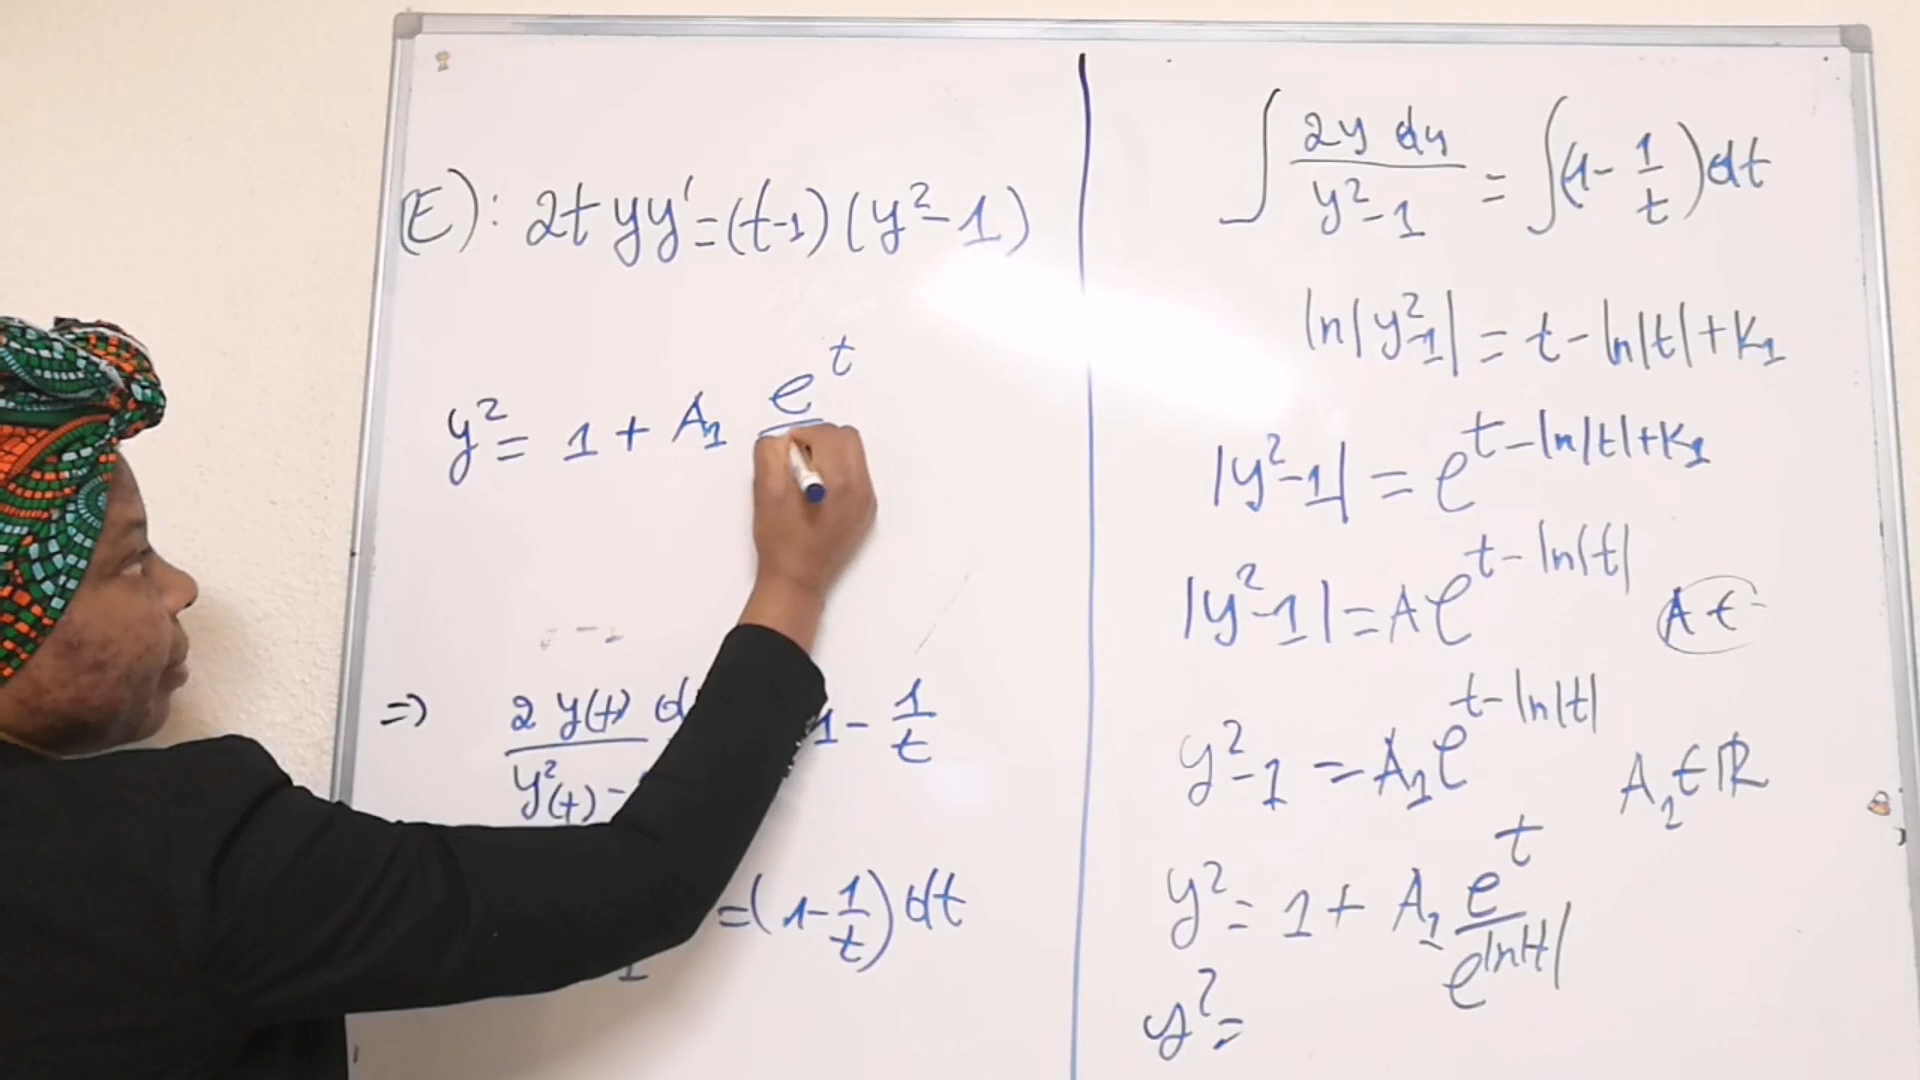 (E): 2t yy' = (t-1) (y² - 1)
y² = 1 + A₁ e^t
⇒ 2 y(t) d 1 - 1/t
y²(t) -
= (1 - 1/t) dt
1
∫ 2y dy / y² - 1 = ∫ (1 - 1/t) dt
ln|y² - 1| = t - ln|t| + K₁
|y² - 1| = e^(t - ln|t| + K₁)
|y² - 1| = A e^(t - ln|t|) A ∈
y² - 1 = A₁ e^(t - ln|t|) A₂ ∈ ℝ
y² = 1 + A₁ e^t / e^ln|t|
y² =